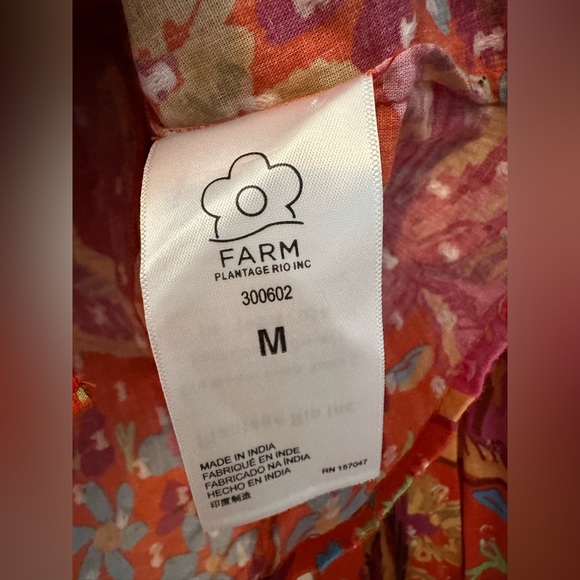 FARM
PLANTAGE RIO INC
300602
M
MADE IN INDIA
FABRIQUÉ EN INDE
FABRICADO NA ÍNDIA
HECHO EN INDIA
印度制造
RN 157047